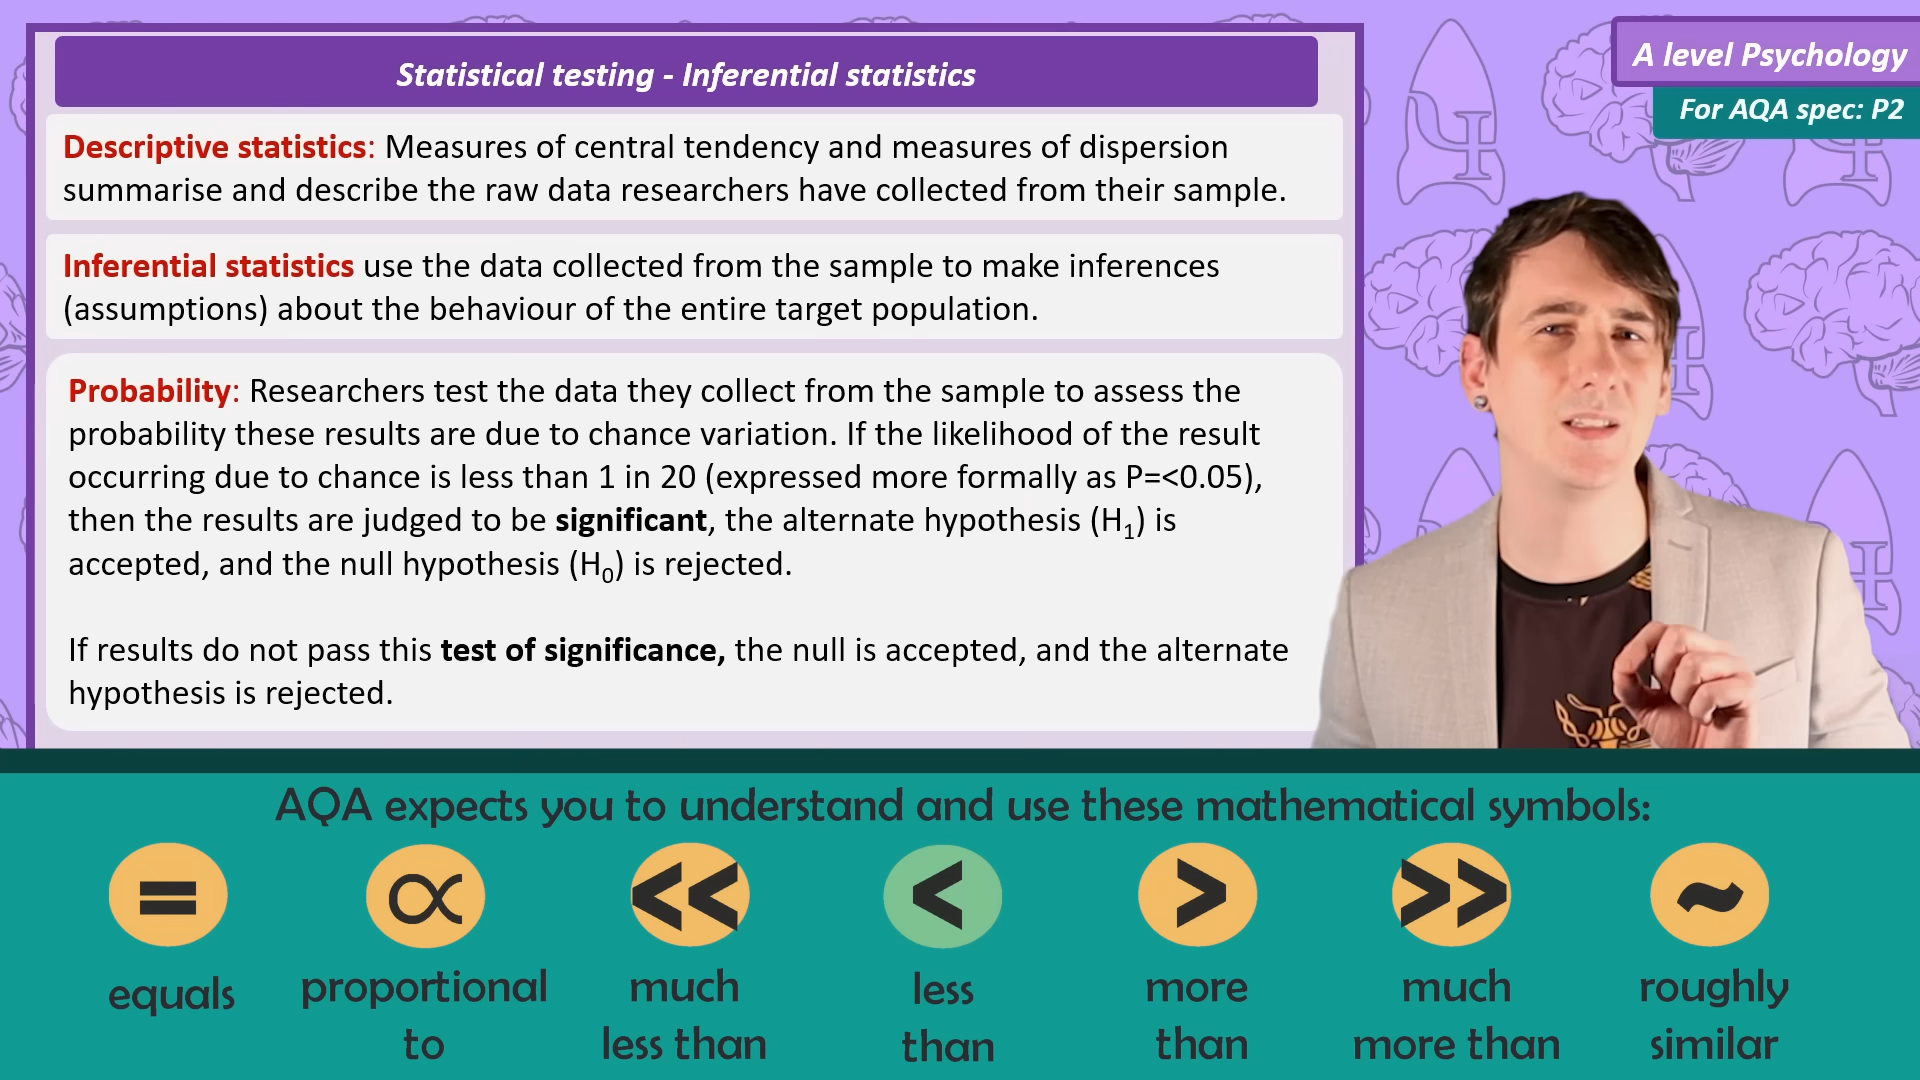 Statistical testing - Inferential statistics
A level Psychology
For AQA spec: P2
Descriptive statistics: Measures of central tendency and measures of dispersion
summarise and describe the raw data researchers have collected from their sample.
Inferential statistics use the data collected from the sample to make inferences
(assumptions) about the behaviour of the entire target population.
Probability: Researchers test the data they collect from the sample to assess the
probability these results are due to chance variation. If the likelihood of the result
occurring due to chance is less than 1 in 20 (expressed more formally as P=<0.05),
then the results are judged to be significant, the alternate hypothesis (H₁) is
accepted, and the null hypothesis (H₀) is rejected.
If results do not pass this test of significance, the null is accepted, and the alternate
hypothesis is rejected.
AQA expects you to understand and use these mathematical symbols:
= ∝ << < > >> ~
equals proportional much less more much roughly
to less than than than more than similar